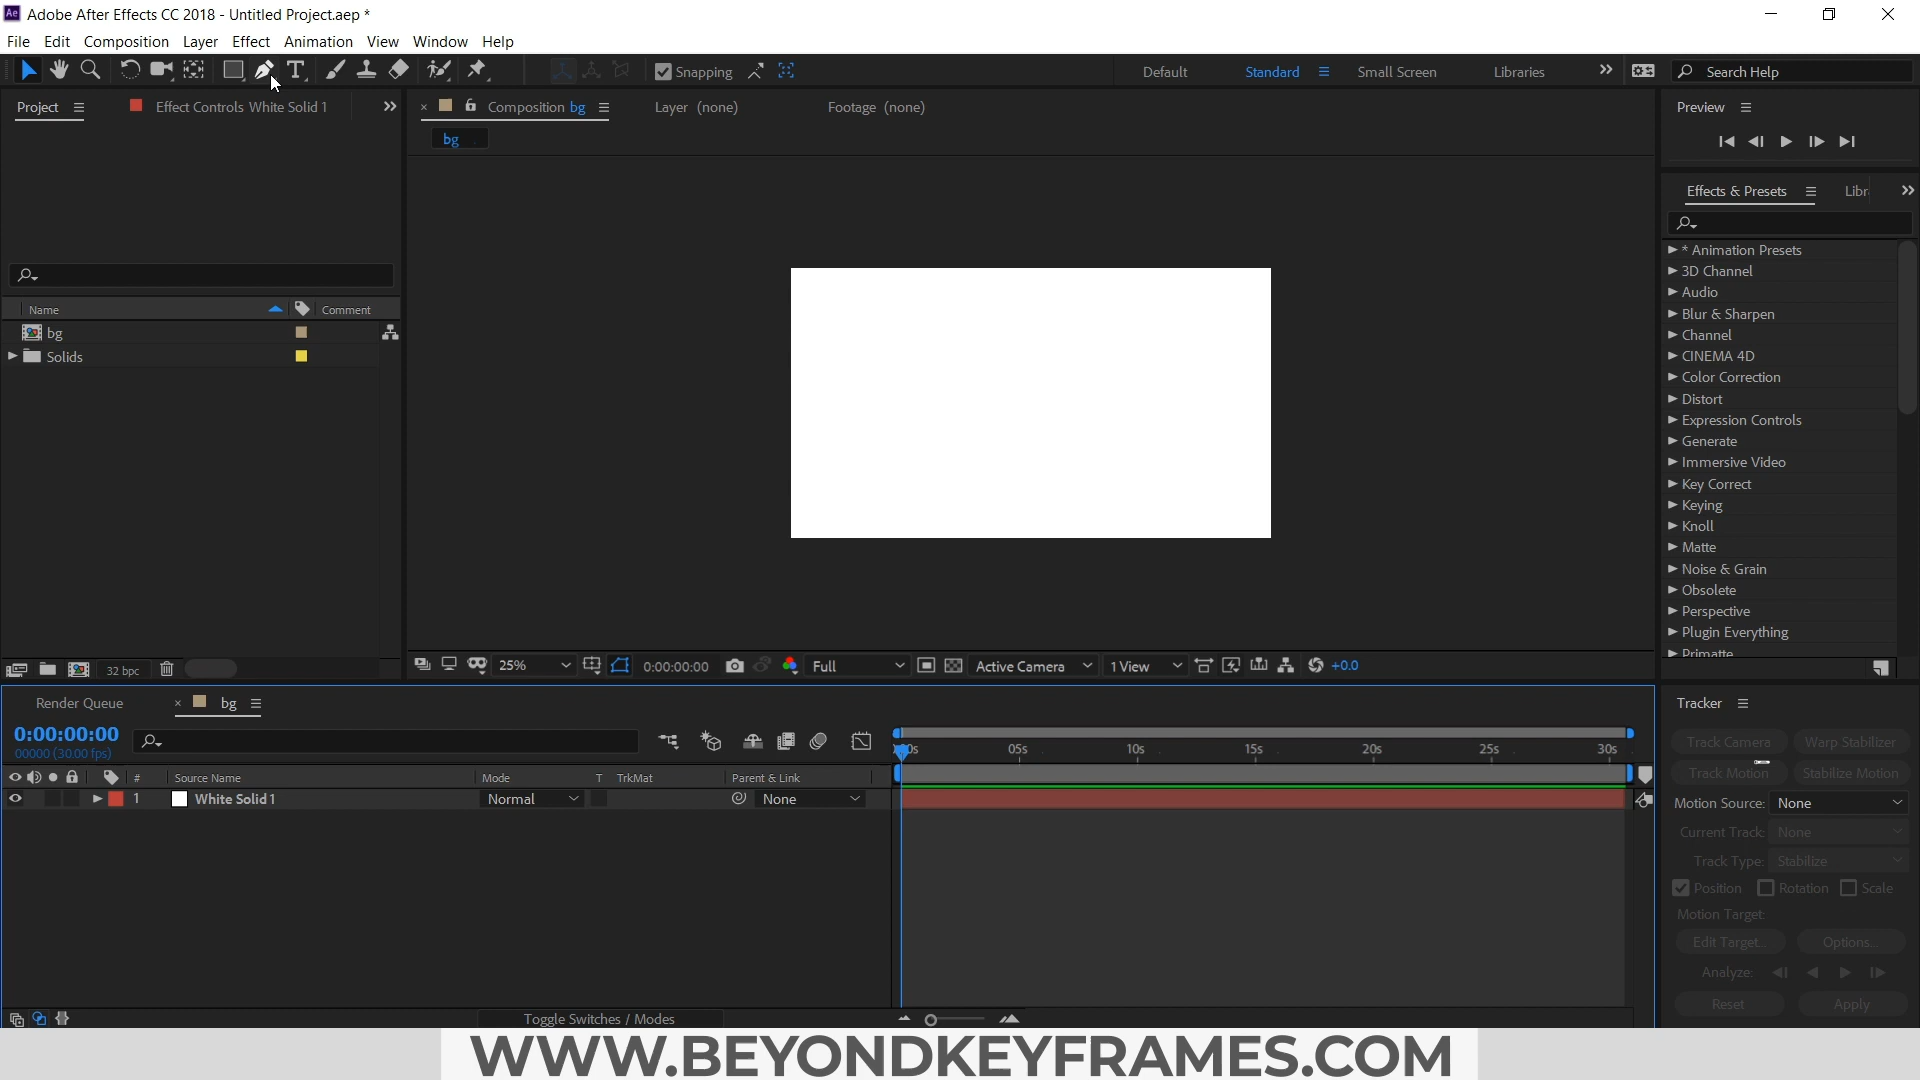 Ae Adobe After Effects CC 2018 - Untitled Project.aep *
File Edit Composition Layer Effect Animation View Window Help
Snapping Default Standard Small Screen Libraries Search Help
Project Effect Controls White Solid 1 Composition bg Layer (none) Footage (none) Preview
bg
Effects & Presets Libr
* Animation Presets
3D Channel
Audio
Blur & Sharpen
Channel
CINEMA 4D
Color Correction
Distort
Expression Controls
Generate
Immersive Video
Key Correct
Keying
Knoll
Matte
Noise & Grain
Obsolete
Perspective
Plugin Everything
Primatte
Name Comment
bg
Solids
32 bpc 25% 0:00:00:00 Full Active Camera 1 View +0.0
Render Queue bg
0:00:00:00
00000 (30.00 fps)
05s 10s 15s 20s 25s 30s
# Source Name Mode T TrkMat Parent & Link
1 White Solid 1 Normal None
Toggle Switches / Modes
Tracker
Track Camera Warp Stabilizer
Track Motion Stabilize Motion
Motion Source: None
Current Track: None
Track Type: Stabilize
Position Rotation Scale
Motion Target:
Edit Target... Options...
Analyze:
Reset Apply
WWW.BEYONDKEYFRAMES.COM